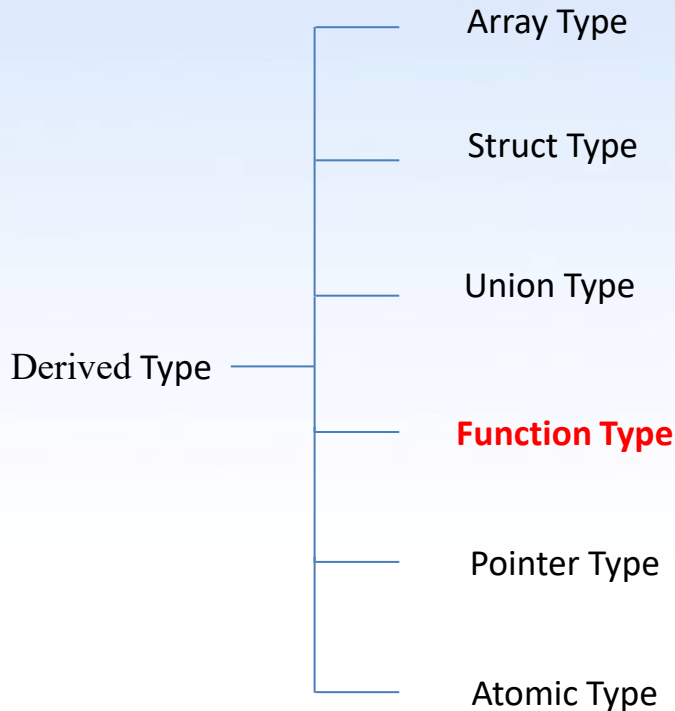 Array Type
Struct Type
Union Type
Derived Type
Function Type
Pointer Type
Atomic Type